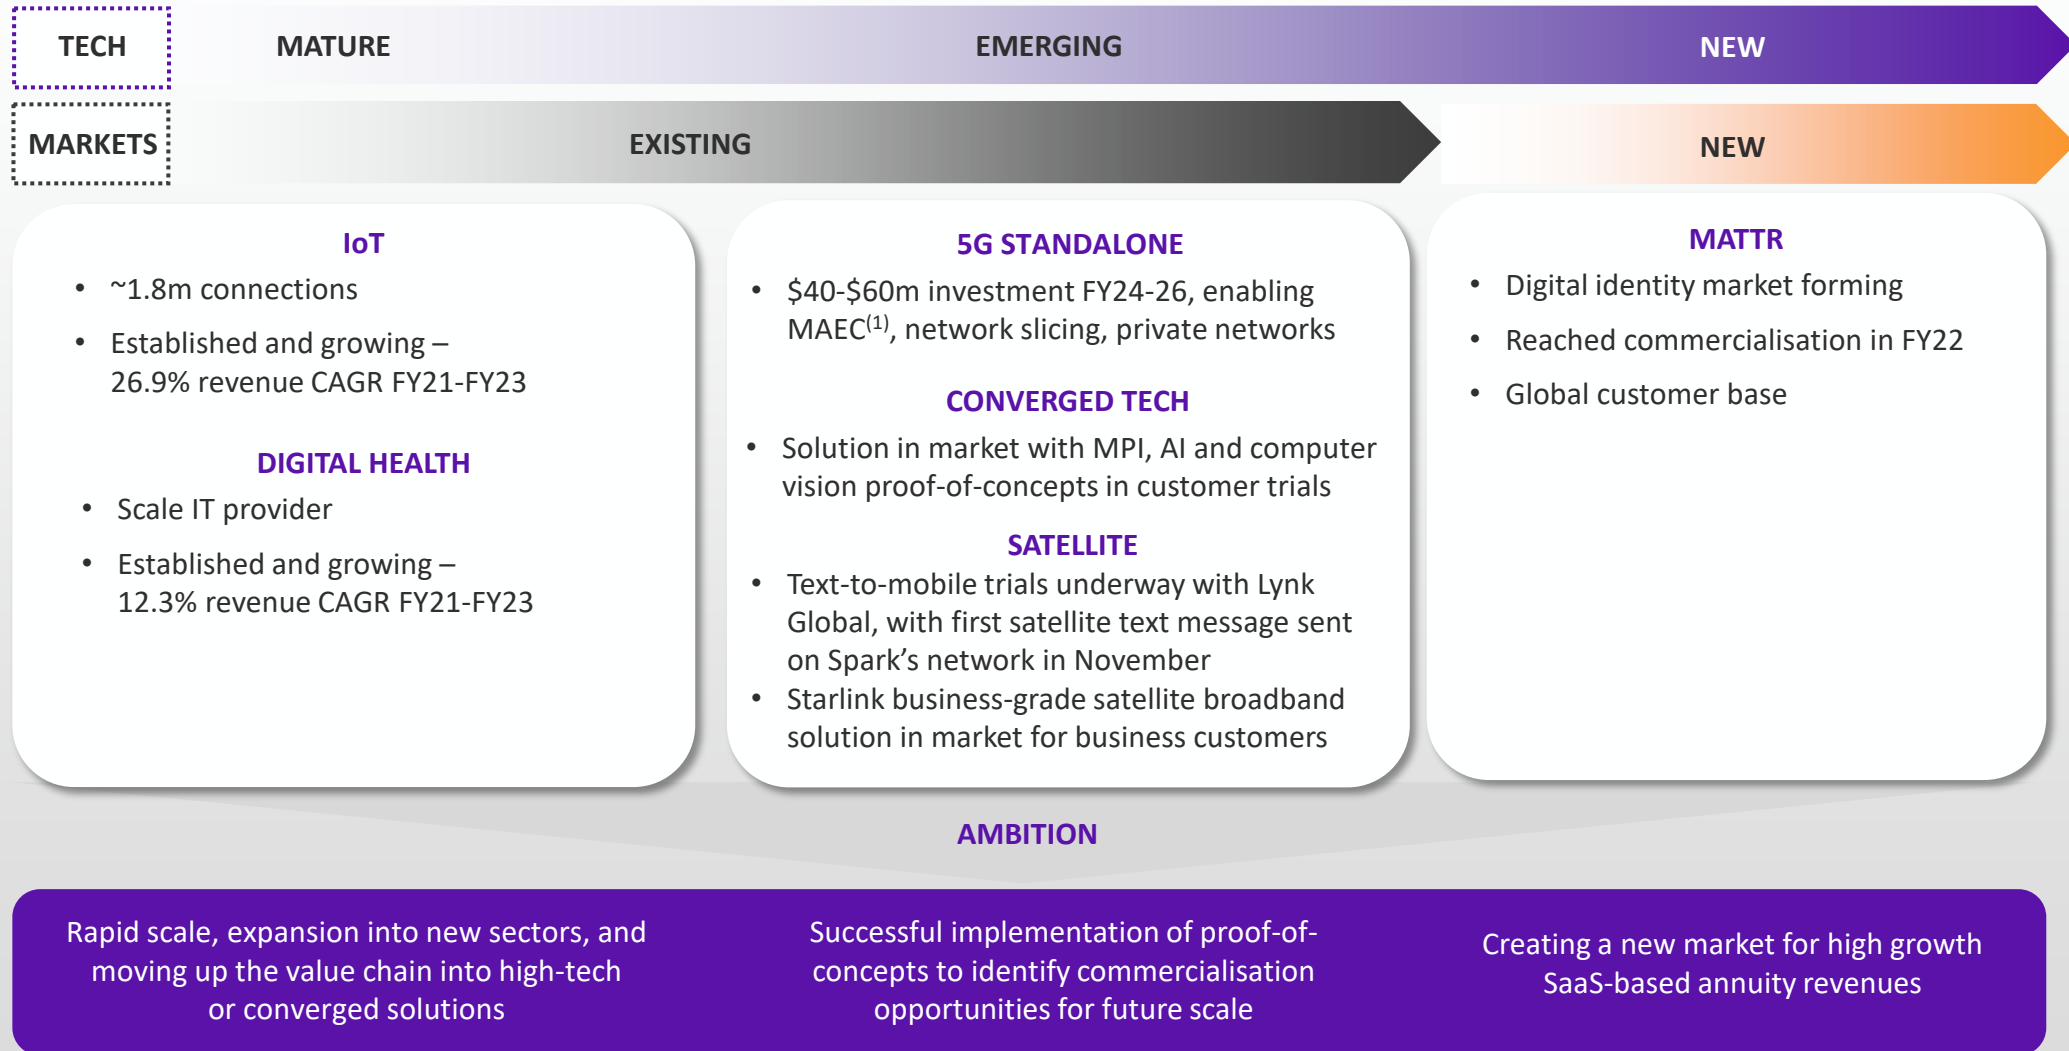 TECH
MATURE
EMERGING
NEW
MARKETS
EXISTING
NEW
IoT
• ~1.8m connections
• Established and growing –
26.9% revenue CAGR FY21-FY23
DIGITAL HEALTH
• Scale IT provider
• Established and growing –
12.3% revenue CAGR FY21-FY23
5G STANDALONE
• $40-$60m investment FY24-26, enabling
MAEC(1), network slicing, private networks
CONVERGED TECH
• Solution in market with MPI, AI and computer
vision proof-of-concepts in customer trials
SATELLITE
• Text-to-mobile trials underway with Lynk
Global, with first satellite text message sent
on Spark’s network in November
• Starlink business-grade satellite broadband
solution in market for business customers
MATTR
• Digital identity market forming
• Reached commercialisation in FY22
• Global customer base
AMBITION
Rapid scale, expansion into new sectors, and
moving up the value chain into high-tech
or converged solutions
Successful implementation of proof-of-
concepts to identify commercialisation
opportunities for future scale
Creating a new market for high growth
SaaS-based annuity revenues